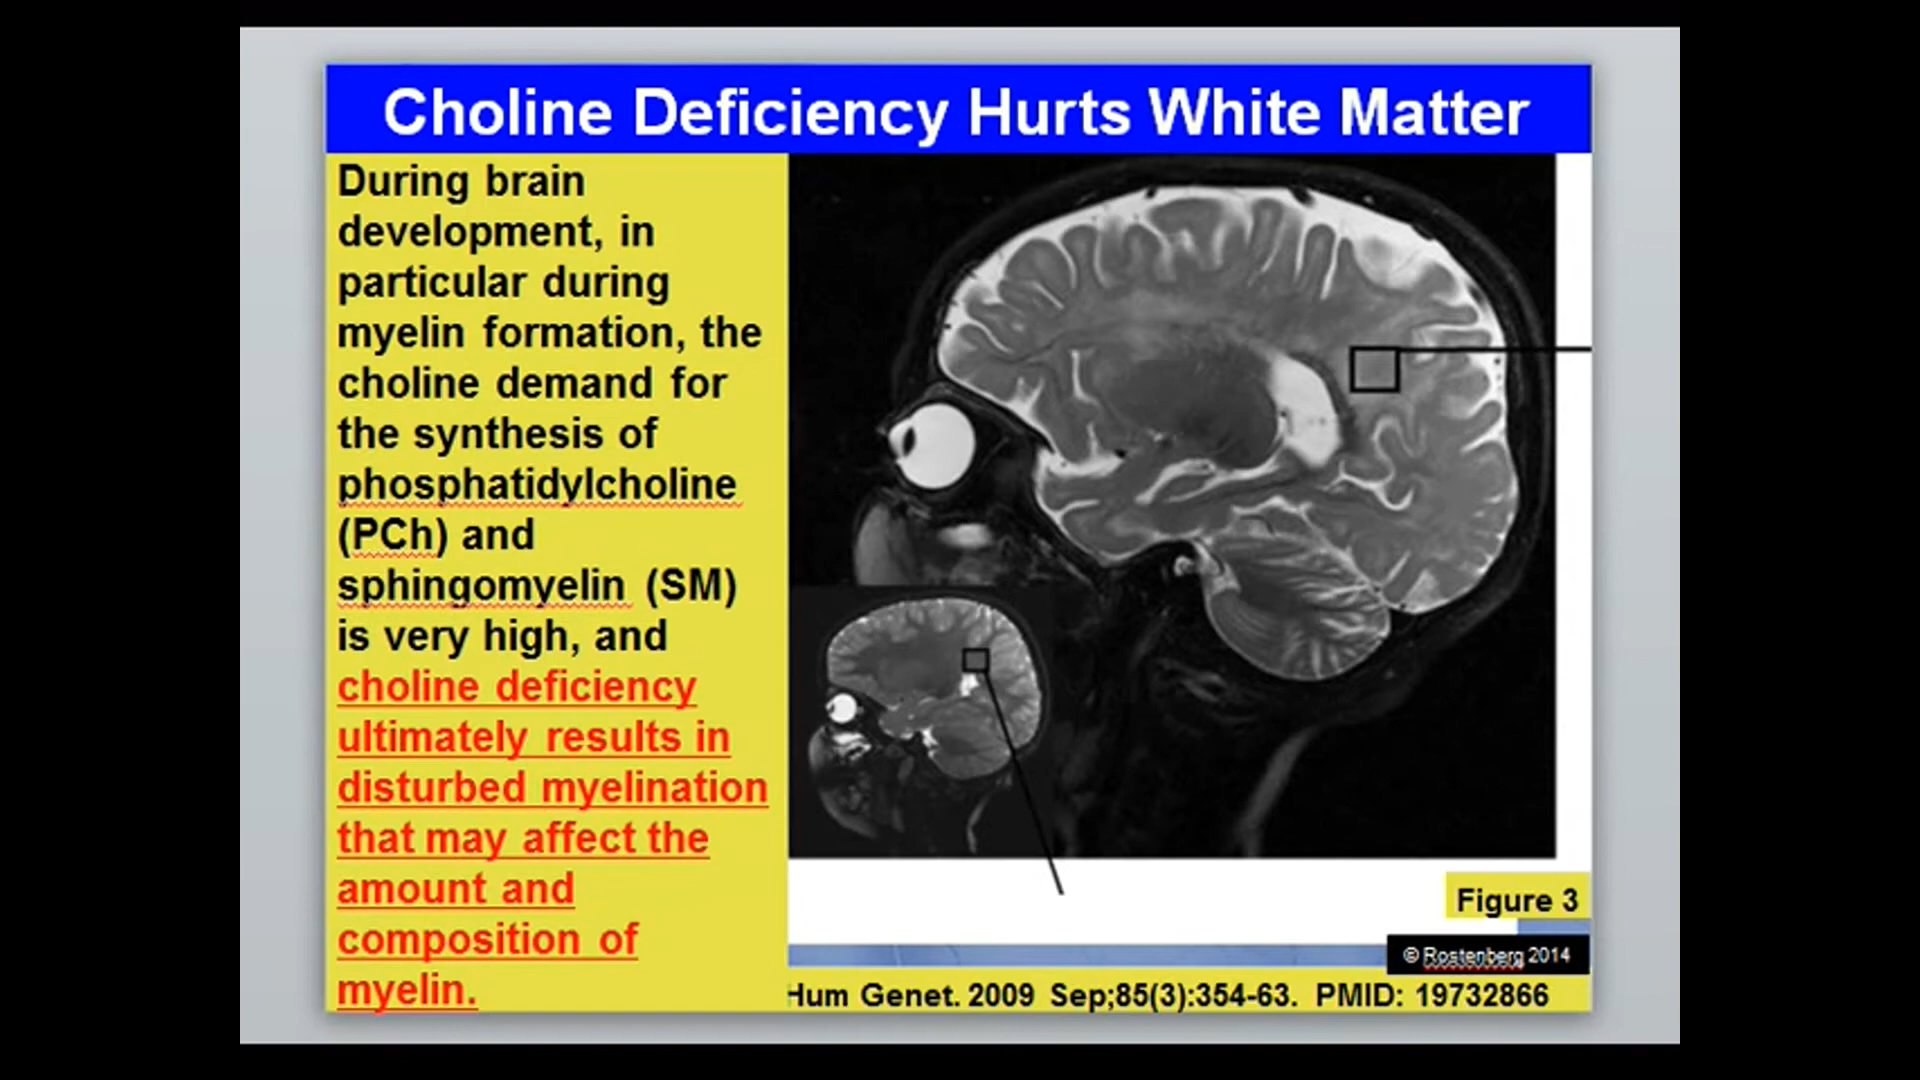 Choline Deficiency Hurts White Matter
During brain
development, in
particular during
myelin formation, the
choline demand for
the synthesis of
phosphatidylcholine
(PCh) and
sphingomyelin (SM)
is very high, and
choline deficiency
ultimately results in
disturbed myelination
that may affect the
amount and
composition of
myelin.
Figure 3
© Rostenberg 2014
Hum Genet. 2009 Sep;85(3):354-63. PMID: 19732866